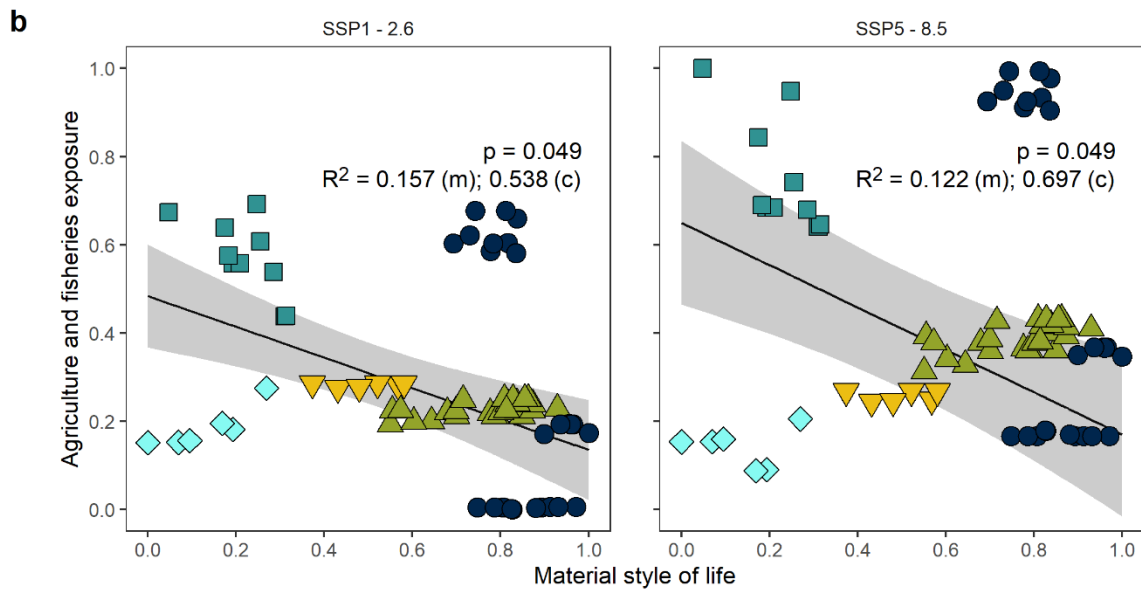 b
SSP1 - 2.6
SSP5 - 8.5
Agriculture and fisheries exposure
1.0
0.8
0.6
0.4
0.2
0.0
p = 0.049
R² = 0.157 (m); 0.538 (c)
p = 0.049
R² = 0.122 (m); 0.697 (c)
0.0 0.2 0.4 0.6 0.8 1.0
0.0 0.2 0.4 0.6 0.8 1.0
Material style of life